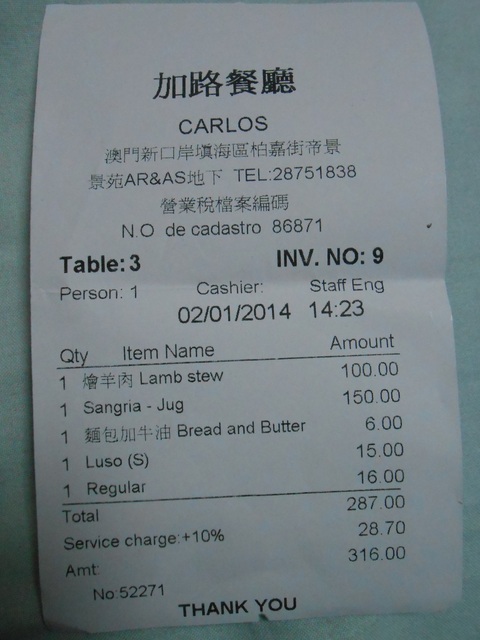 加路餐廳
CARLOS
澳門新口岸填海區柏嘉街帝景
景苑AR&AS地下 TEL:28751838
營業稅檔案編碼
N.O de cadastro 86871
Table: 3 INV. NO: 9
Person: 1 Cashier: Staff Eng
02/01/2014 14:23
Qty Item Name Amount
1 燴羊肉 Lamb stew 100.00
1 Sangria - Jug 150.00
1 麵包加牛油 Bread and Butter 6.00
1 Luso (S) 15.00
1 Regular 16.00
Total 287.00
Service charge:+10% 28.70
Amt: 316.00
No:52271
THANK YOU